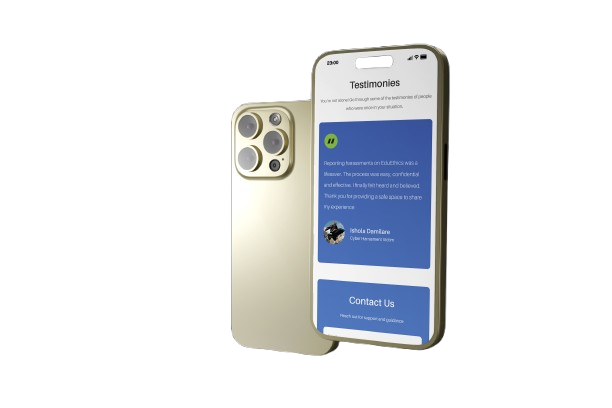 23:00
Testimonies
You're not alone! Go through some of the testimonies of people
who were once in your situation.
Reporting harassments on EduEthics was a
lifesaver. The process was easy, confidential
and effective. I finally felt heard and believed.
Thank you for providing a safe space to share
my experience
Ishola Damilare
Cyber Harassment Victim
Contact Us
Reach out for support and guidance